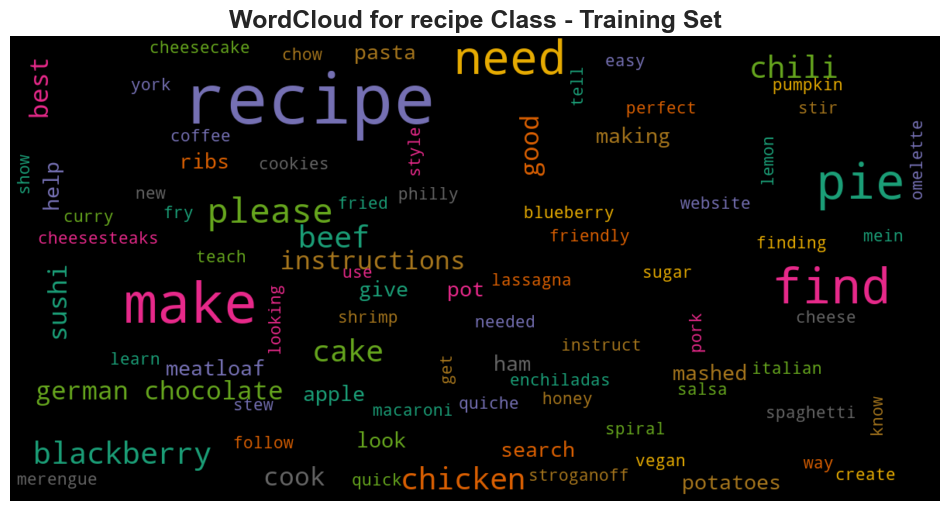 WordCloud for recipe Class - Training Set
cheesecake
chow
pasta
need
easy
tell
chili
pumpkin
best
york
recipe
perfect
stir
coffee
style
good
making
lemon
omelette
show
help
ribs
cookies
pie
new
philly
website
curry
fry
please
fried
blueberry
cheesesteaks
beef
friendly
finding
mein
teach
instructions
use
lassagna
sugar
find
sushi
make
looking
give
pot
shrimp
needed
pork
cheese
learn
meatloaf
cake
get
ham
instruct
mashed
italian
german chocolate
apple
enchiladas
salsa
stew
macaroni
quiche
honey
spaghetti
know
blackberry
follow
look
search
spiral
vegan
way
merengue
cook
quick
chicken
stroganoff
potatoes
create